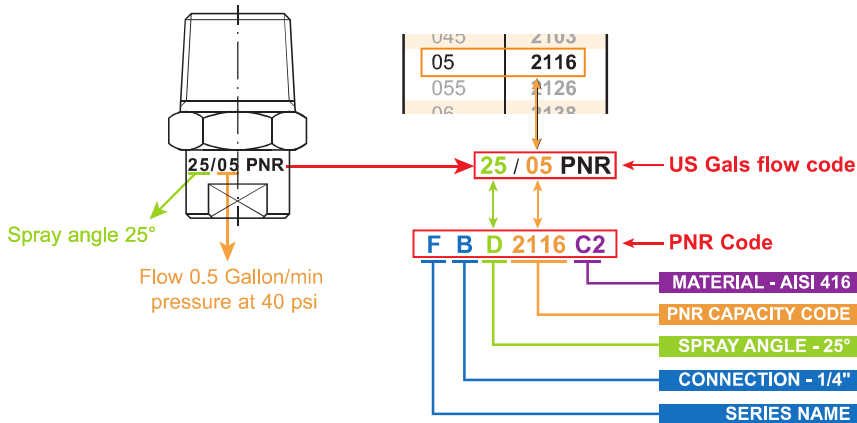 045 2103
05 2116
055 2126
06 2138
25/05 PNR
25 / 05 PNR
US Gals flow code
Spray angle 25°
F B D 2116 C2
PNR Code
Flow 0.5 Gallon/min
pressure at 40 psi
MATERIAL - AISI 416
PNR CAPACITY CODE
SPRAY ANGLE - 25°
CONNECTION - 1/4"
SERIES NAME